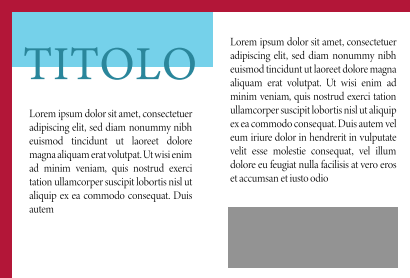 TITOLO
Lorem ipsum dolor sit amet, consectetuer
adipiscing elit, sed diam nonummy nibh
euismod tincidunt ut laoreet dolore
magna aliquam erat volutpat. Ut wisi enim
ad minim veniam, quis nostrud exerci
tation ullamcorper suscipit lobortis nisl ut
aliquip ex ea commodo consequat. Duis
autem
Lorem ipsum dolor sit amet, consectetuer
adipiscing elit, sed diam nonummy nibh
euismod tincidunt ut laoreet dolore magna
aliquam erat volutpat. Ut wisi enim ad
minim veniam, quis nostrud exerci tation
ullamcorper suscipit lobortis nisl ut aliquip
ex ea commodo consequat. Duis autem vel
eum iriure dolor in hendrerit in vulputate
velit esse molestie consequat, vel illum
dolore eu feugiat nulla facilisis at vero eros
et accumsan et iusto odio